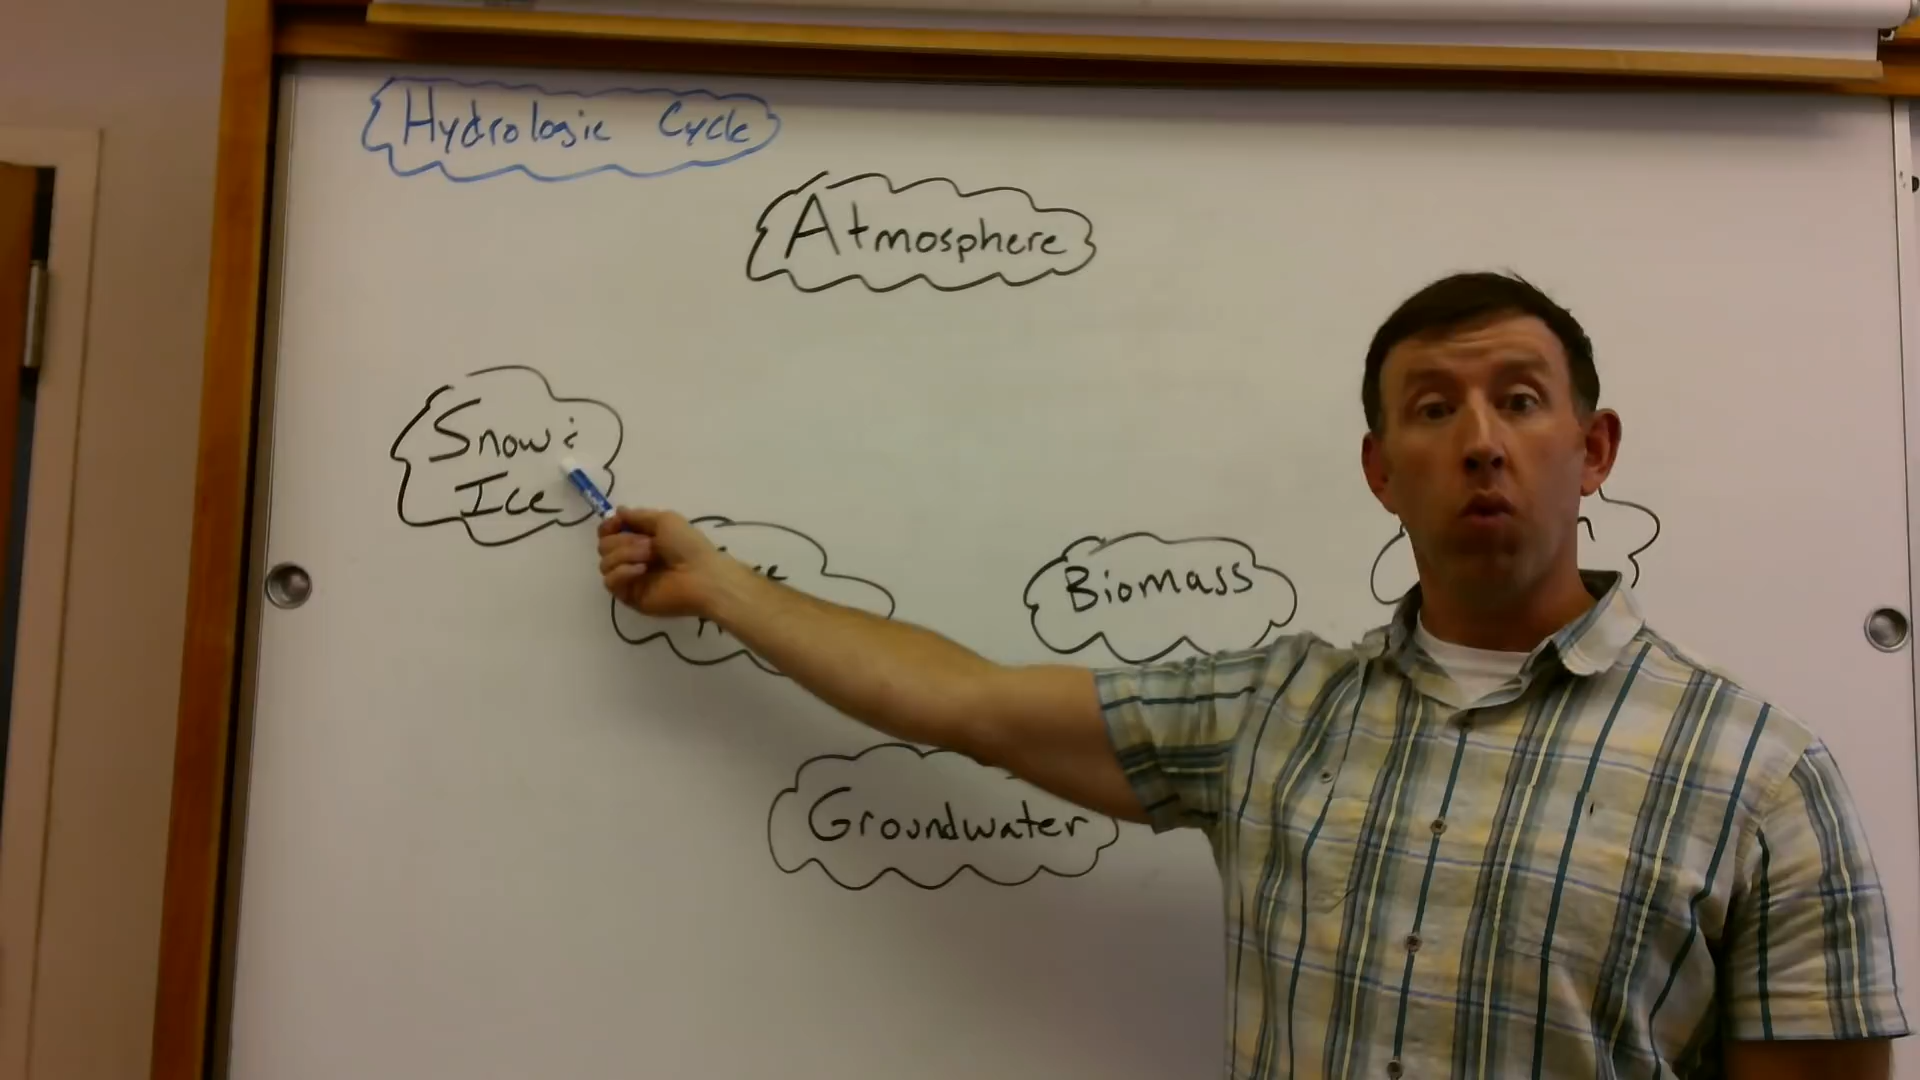 Hydrologic Cycle
Atmosphere
Snow &
Ice
Biomass
Groundwater